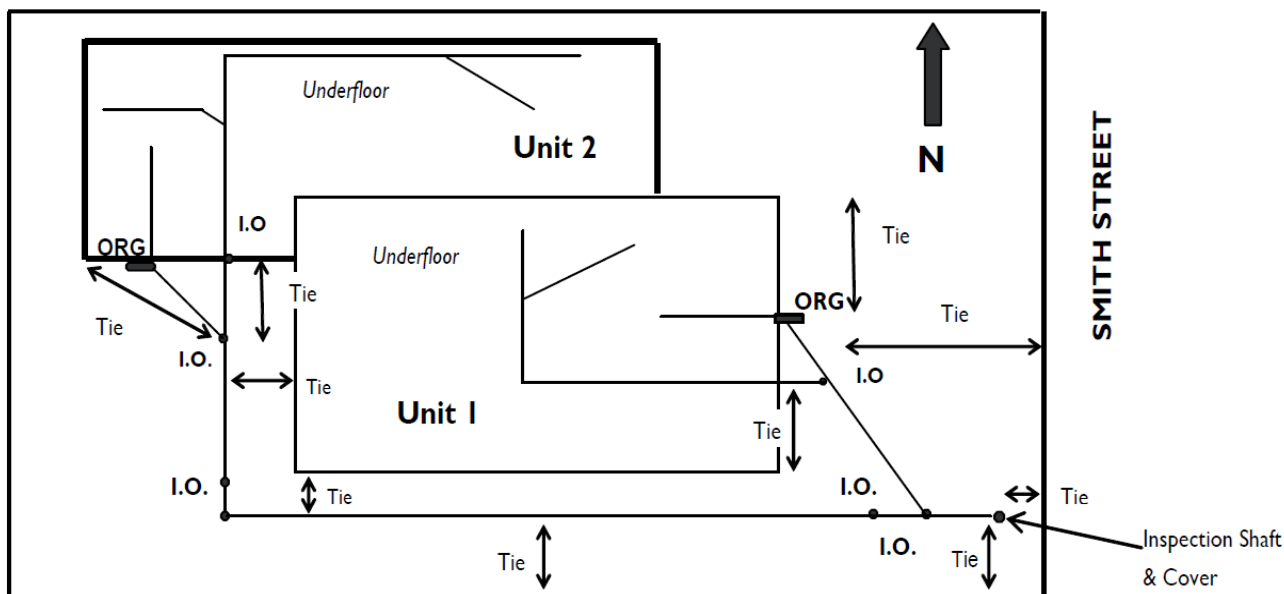 Underfloor
Unit 2
N
SMITH STREET
I.O
ORG
Underfloor
Tie
Tie
ORG
Tie
Tie
I.O.
I.O
Tie
Unit 1
Tie
I.O.
Tie
I.O.
Tie
I.O.
Inspection Shaft
& Cover
Tie
Tie